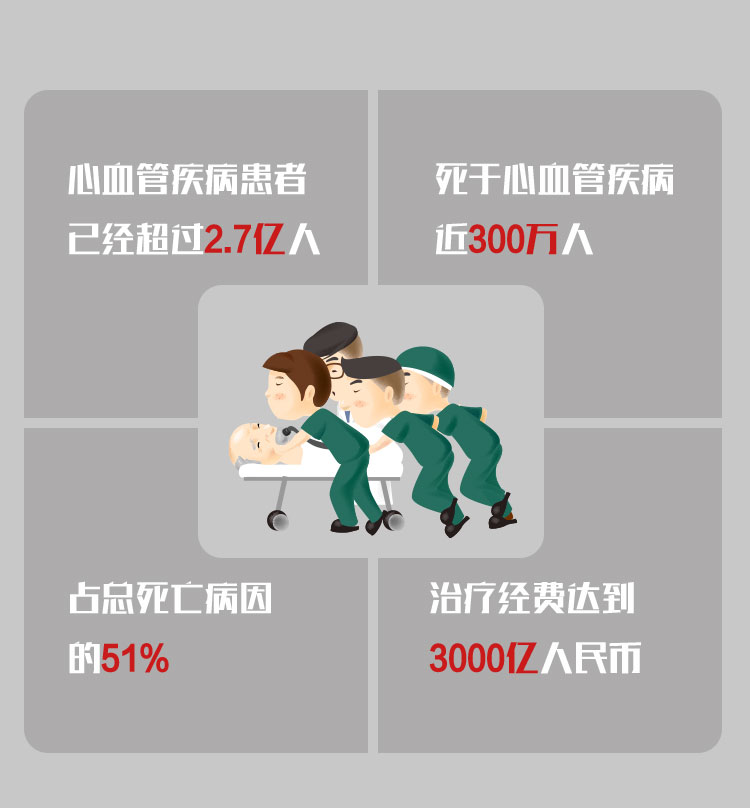 心血管疾病患者
已经超过2.7亿人
死于心血管疾病
近300万人
占总死亡病因
的51%
治疗经费达到
3000亿人民币